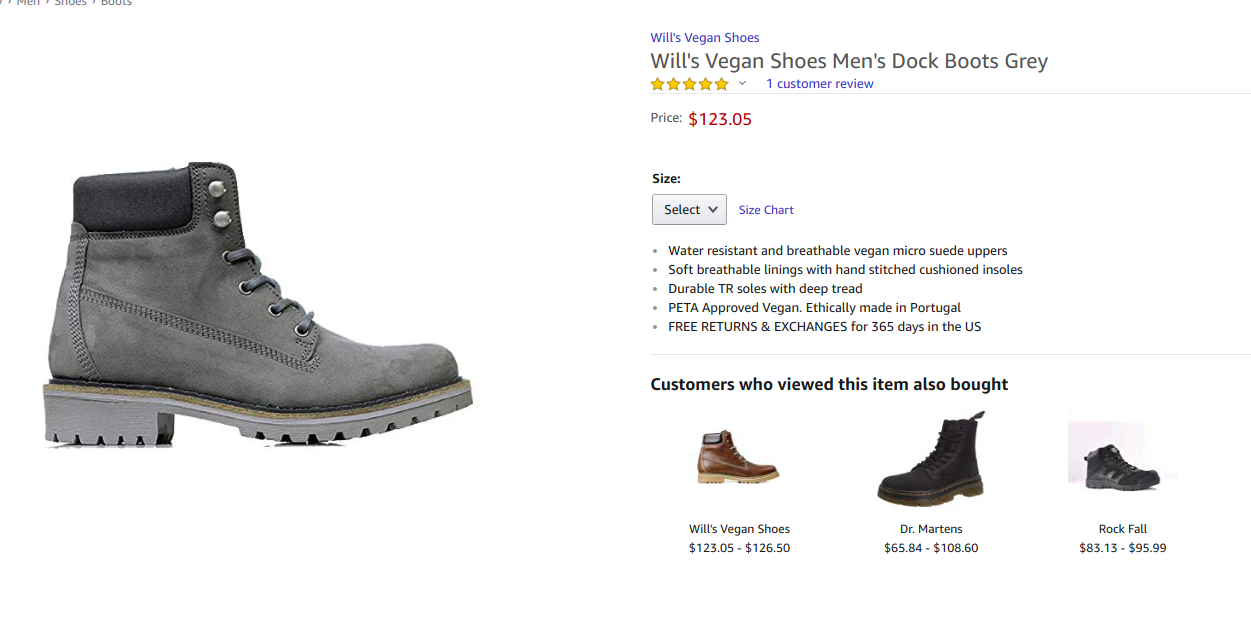 Men › Shoes › Boots
Will's Vegan Shoes
Will's Vegan Shoes Men's Dock Boots Grey
1 customer review
Price: $123.05
Size:
Select Size Chart
• Water resistant and breathable vegan micro suede uppers
• Soft breathable linings with hand stitched cushioned insoles
• Durable TR soles with deep tread
• PETA Approved Vegan. Ethically made in Portugal
• FREE RETURNS & EXCHANGES for 365 days in the US
Customers who viewed this item also bought
Will's Vegan Shoes Dr. Martens Rock Fall
$123.05 - $126.50 $65.84 - $108.60 $83.13 - $95.99